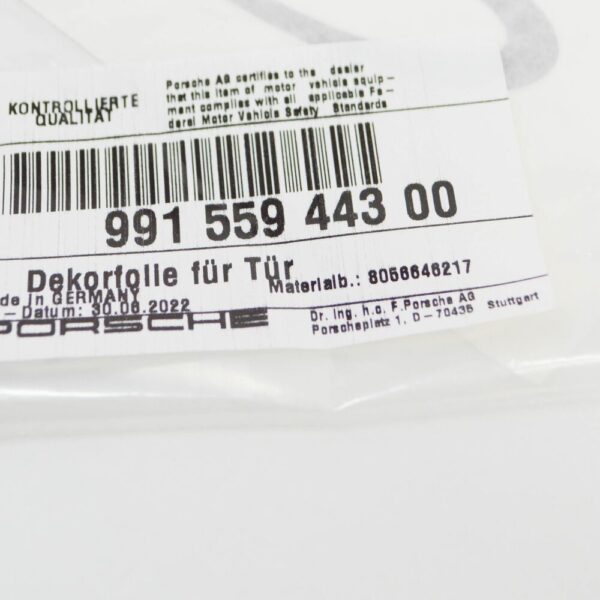 KONTROLLIERTE
QUALITÄT
Porsche AG certifies to the dealer
that this item of motor vehicle equip-
ment complies with all applicable Fe-
deral Motor Vehicle Safety Standards
991 559 443 00
Dekorfolie für Tür
Materialb.: 8056646217
de in GERMANY
- Datum: 30.06.2022
PORSCHE
Dr. Ing. h.c. F.Porsche AG
Porscheplatz 1, D-70435 Stuttgart